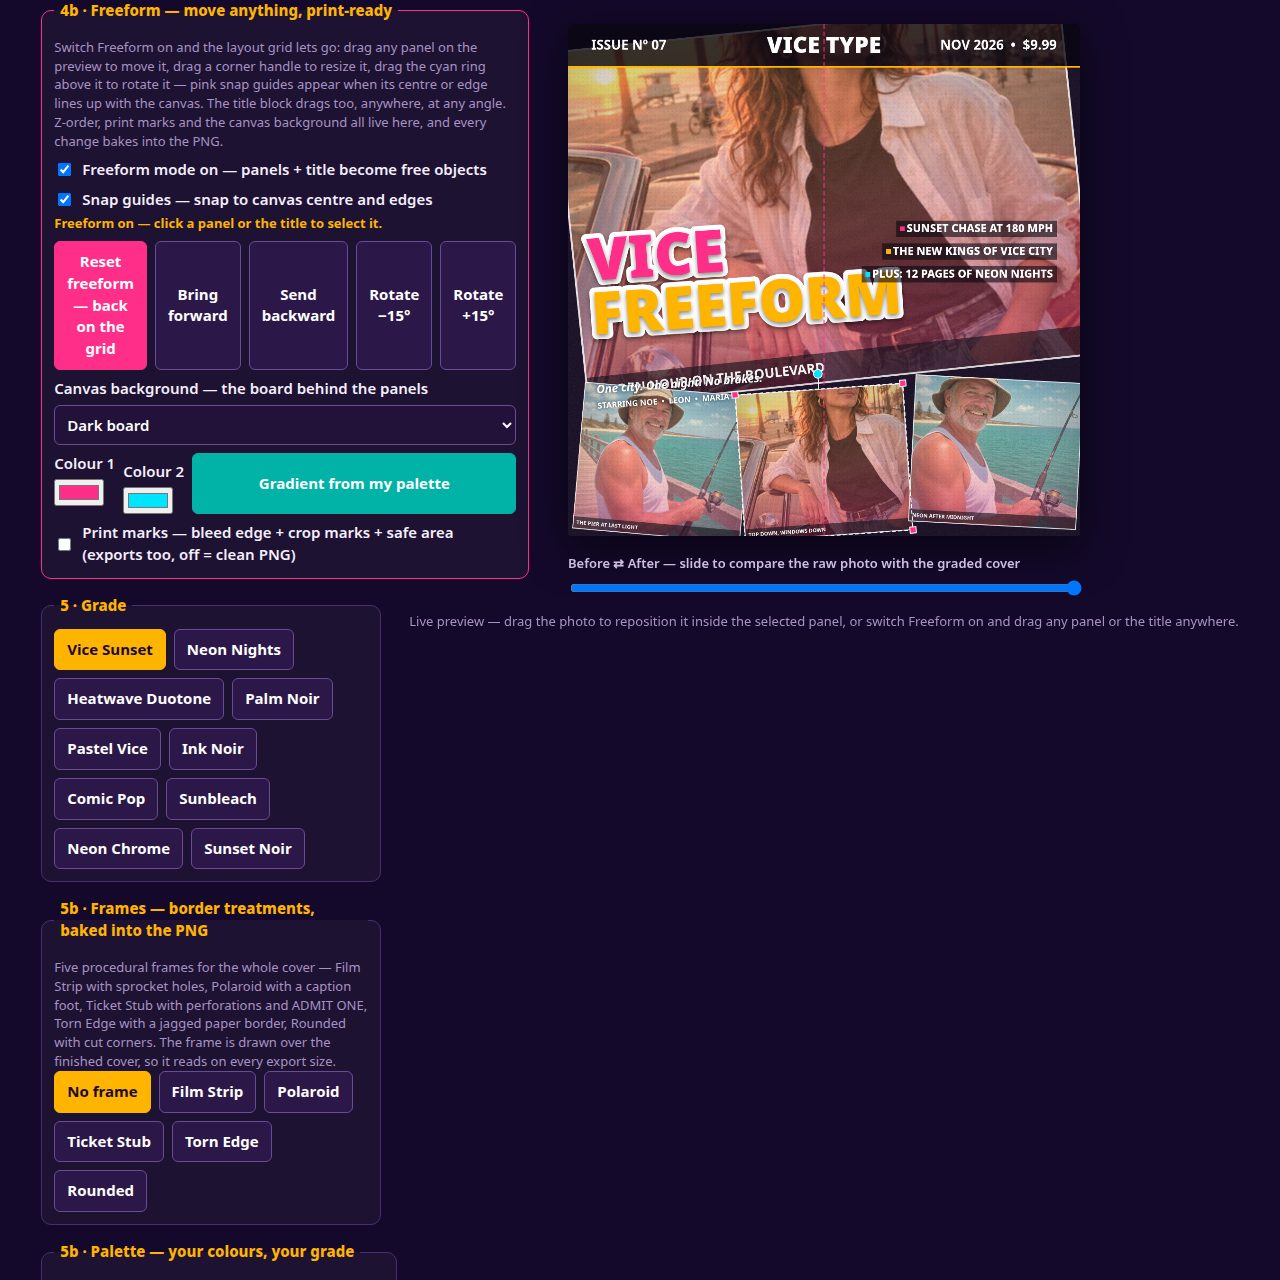 4b · Freeform — move anything, print-ready
Switch Freeform on and the layout grid lets go: drag any panel on the
preview to move it, drag a corner handle to resize it, drag the cyan ring
above it to rotate it — pink snap guides appear when its centre or edge
lines up with the canvas. The title block drags too, anywhere, at any angle.
Z-order, print marks and the canvas background all live here, and every
change bakes into the PNG.
Freeform mode on — panels + title become free objects
Snap guides — snap to canvas centre and edges
Freeform on — click a panel or the title to select it.
Reset
freeform
— back
on the
grid
Bring
forward
Send
backward
Rotate
−15°
Rotate
+15°
Canvas background — the board behind the panels
Dark board
Colour 1
Colour 2
Gradient from my palette
Print marks — bleed edge + crop marks + safe area
(exports too, off = clean PNG)
ISSUE Nº 07
VICE TYPE
NOV 2026 • $9.99
SUNSET CHASE AT 180 MPH
THE NEW KINGS OF VICE CITY
PLUS: 12 PAGES OF NEON NIGHTS
VICE
FREEFORM
HOUR ON THE BOULEVARD
One city. One night. No brakes.
STARRING NOE • LEON • MARIA
THE PIER AT LAST LIGHT
TOP DOWN, WINDOWS DOWN
NEON AFTER MIDNIGHT
Before ⇄ After — slide to compare the raw photo with the graded cover
Live preview — drag the photo to reposition it inside the selected panel, or switch Freeform on and drag any panel or the title anywhere.
5 · Grade
Vice Sunset
Neon Nights
Heatwave Duotone
Palm Noir
Pastel Vice
Ink Noir
Comic Pop
Sunbleach
Neon Chrome
Sunset Noir
5b · Frames — border treatments,
baked into the PNG
Five procedural frames for the whole cover — Film
Strip with sprocket holes, Polaroid with a caption
foot, Ticket Stub with perforations and ADMIT ONE,
Torn Edge with a jagged paper border, Rounded
with cut corners. The frame is drawn over the
finished cover, so it reads on every export size.
No frame
Film Strip
Polaroid
Ticket Stub
Torn Edge
Rounded
5b · Palette — your colours, your grade